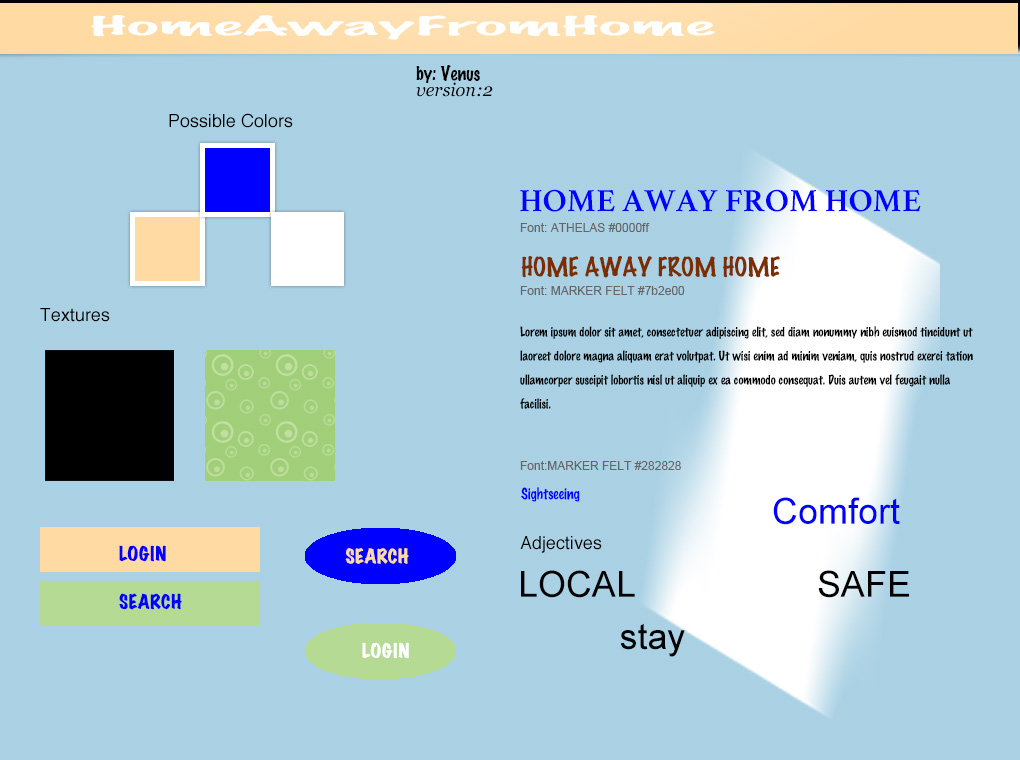 HomeAwayFromHome
by: Venus
version:2
Possible Colors
Textures
LOGIN
SEARCH
SEARCH
LOGIN
HOME AWAY FROM HOME
Font: ATHELAS #0000ff
HOME AWAY FROM HOME
Font: MARKER FELT #7b2e00
Lorem ipsum dolor sit amet, consectetuer adipiscing elit, sed diam nonummy nibh euismod tincidunt ut
laoreet dolore magna aliquam erat volutpat. Ut wisi enim ad minim veniam, quis nostrud exerci tation
ullamcorper suscipit lobortis nisl ut aliquip ex ea commodo consequat. Duis autem vel feugait nulla
facilisi.
Font:MARKER FELT #282828
Sightseeing
Comfort
Adjectives
LOCAL
SAFE
stay